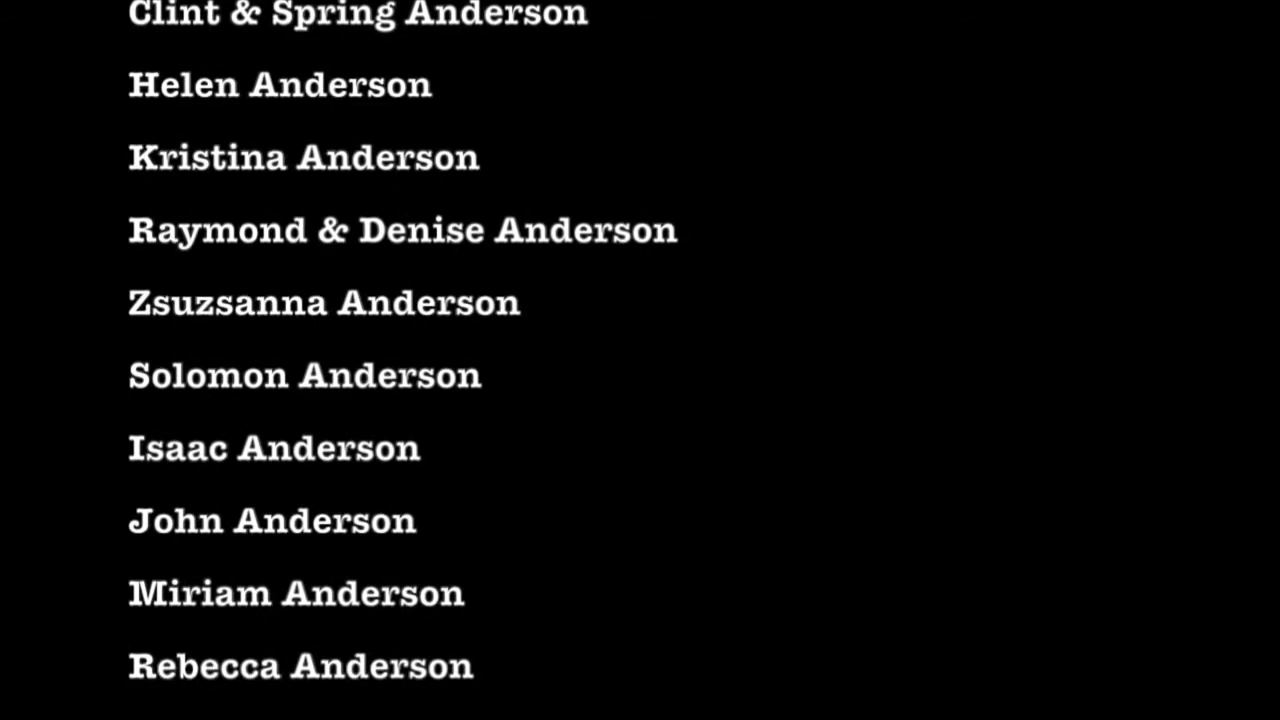 Clint & Spring Anderson
Helen Anderson
Kristina Anderson
Raymond & Denise Anderson
Zsuzsanna Anderson
Solomon Anderson
Isaac Anderson
John Anderson
Miriam Anderson
Rebecca Anderson